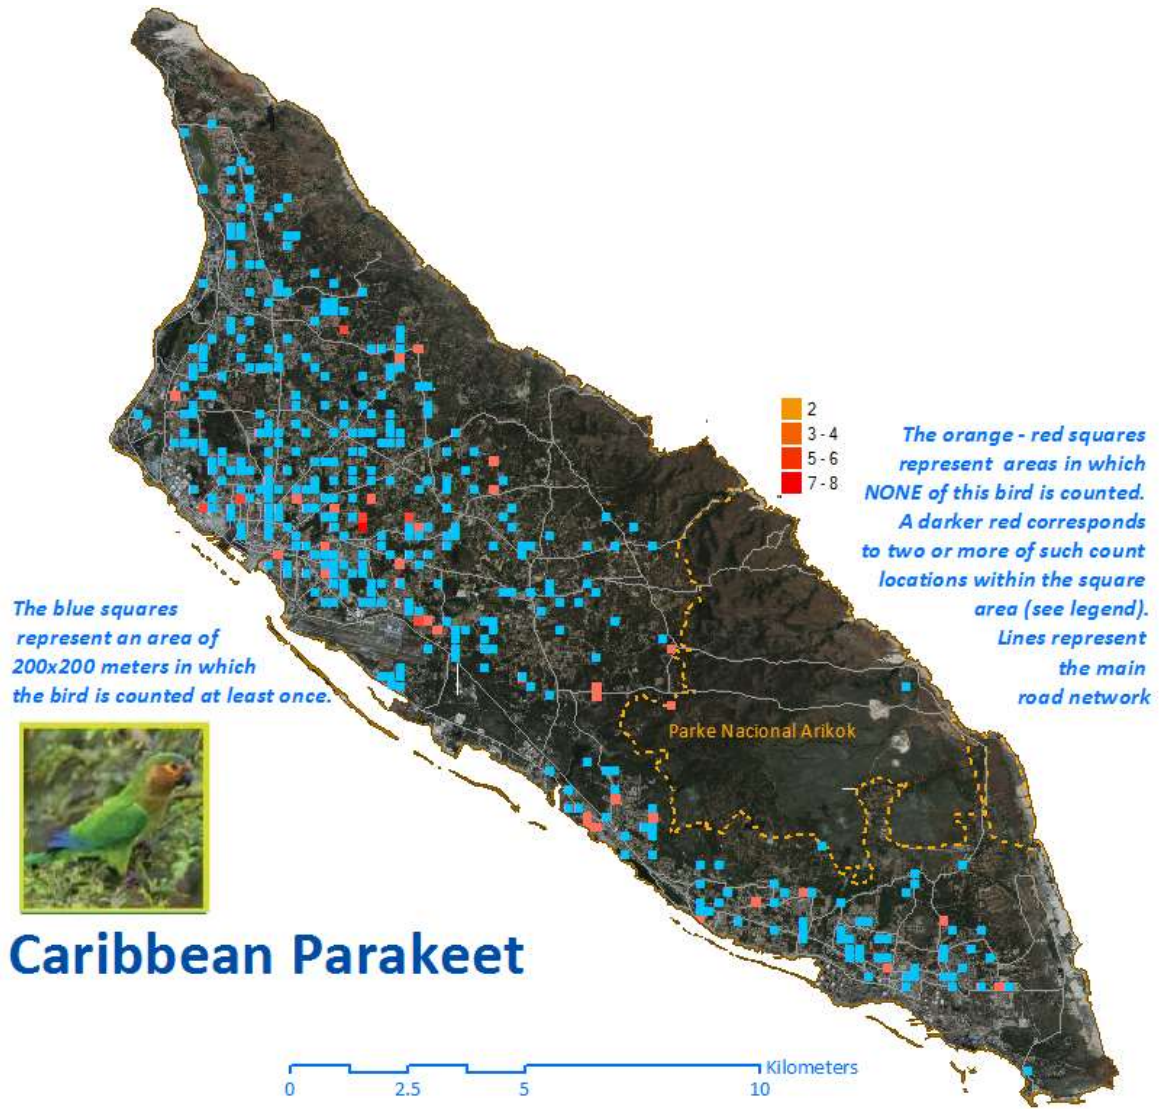 2
3 - 4
5 - 6
7 - 8
The orange - red squares
represent areas in which
NONE of this bird is counted.
A darker red corresponds
to two or more of such count
locations within the square
area (see legend).
Lines represent
the main
road network
The blue squares
represent an area of
200x200 meters in which
the bird is counted at least once.
Parke Nacional Arikok
Caribbean Parakeet
Kilometers
0 2.5 5 10